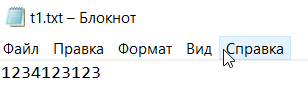 t1.txt – Блокнот
Файл Правка Формат Вид Справка
1234123123